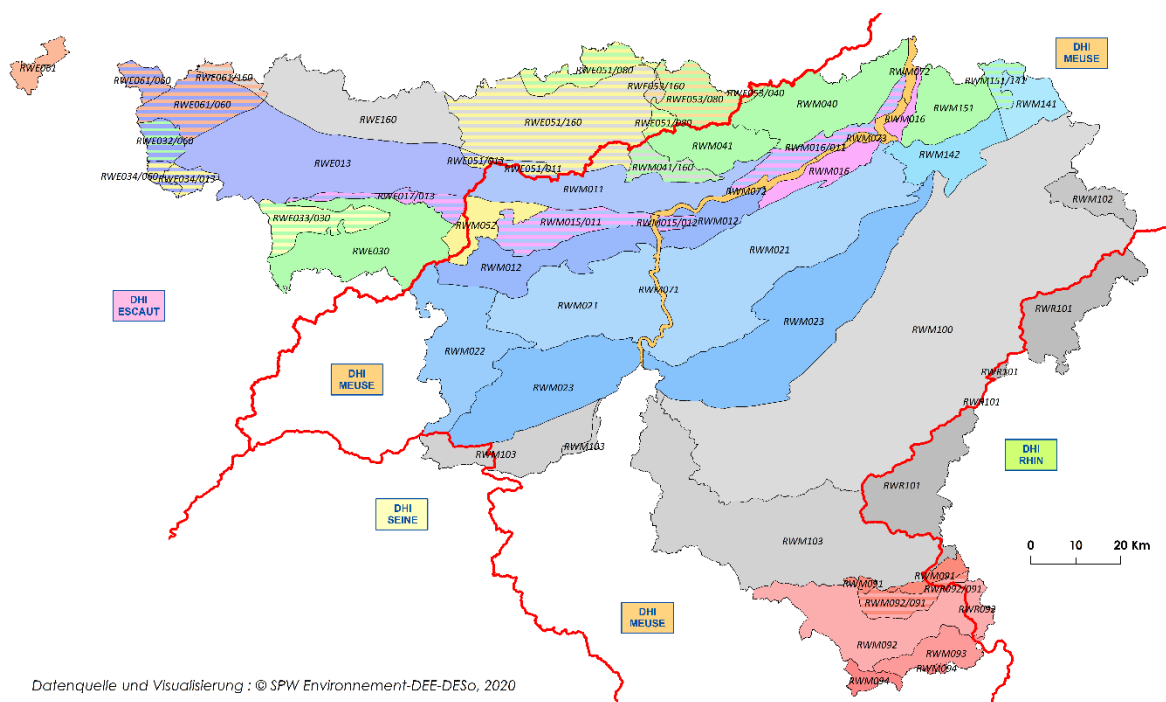 DHI
MEUSE
RWE061
RWE061/060
RWE061/160
RWE051/080
RWE053/160
RWE053/080
RWE053/040
RWM040
RWM072
RWM151/141
RWM141
RWM151
RWE061/060
RWE160
RWE051/160
RWE051/080
RWM016
RWM073
RWM041
RWM016/011
RWM142
RWE032/060
RWE013
RWE051/013
RWE051/011
RWM041/160
RWM016
RWE034/060
RWE034/013
RWM011
RWM072
RWE017/013
RWM102
RWE033/030
RWM052
RWM015/011
RWM015/012
RWM012
RWE030
RWM021
RWM012
RWM071
DHI
ESCAUT
RWM021
RWR101
RWM023
RWM100
RWM022
DHI
MEUSE
RWR101
RWM023
RWR101
RWM103
RWM103
DHI
RHIN
RWR101
DHI
SEINE
RWM103
0 10 20 Km
RWM091
RWM091
RWR092/091
RWM092/091
RWR092
DHI
MEUSE
RWM092
RWM093
RWM094
RWM094
Datenquelle und Visualisierung : © SPW Environnement-DEE-DESo, 2020